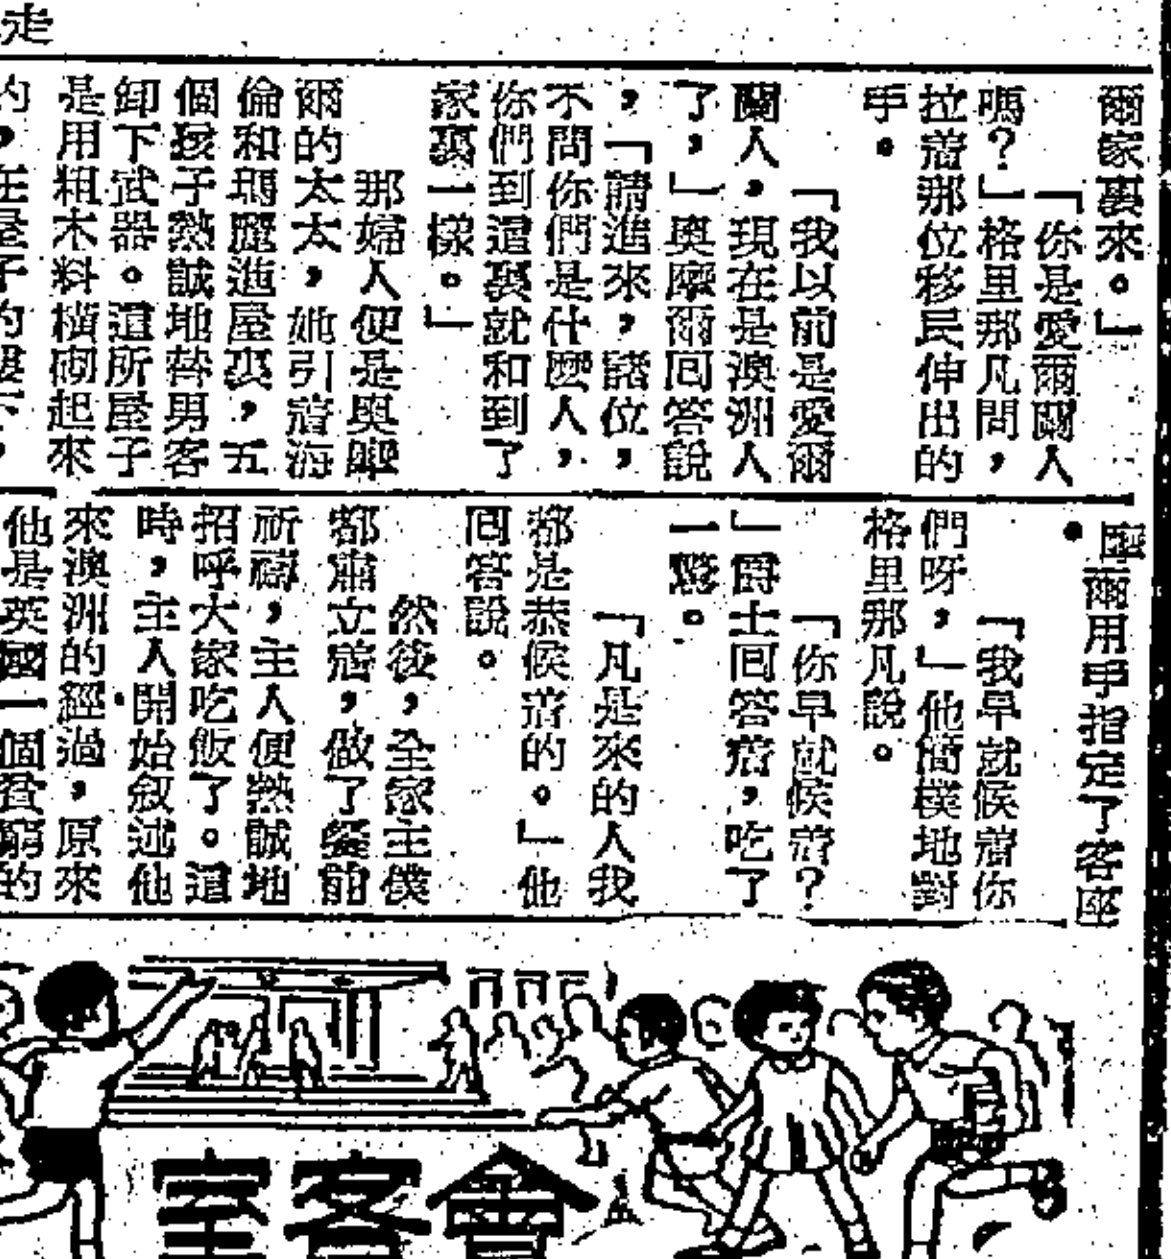 走
爾家裏來。」
「你是愛爾蘭人
嗎？」格里那凡問，
拉着那位移民伸出的
手。
「我以前是愛爾
蘭人，現在是澳洲人
了，」奧摩爾回答說
，「請進來，諸位，
不問你們是什麼人，
你們到這裏就和到了
家裏一樣。」
那婦人便是奧摩
爾的太太，她引着海
倫和瑪麗進屋裏，五
個孩子熱誠地替男客
卸下武器。這所屋子
是用粗木料橫砌起來
的，在屋子的樓下，
摩爾用手指定了客座
。
「我早就候着你
們呀，」他簡樸地對
格里那凡說。
「你早就候着？
」爵士回答着，吃了
一驚。
「凡是來的人我
都是恭候着的。」他
回答說。
然後，全家主僕
都肅立着，做了餐前
祈禱，主人便熱誠地
招呼大家吃飯了。這
時，主人開始敘述他
來澳洲的經過，原來
他是英國一個貧窮的
室客會